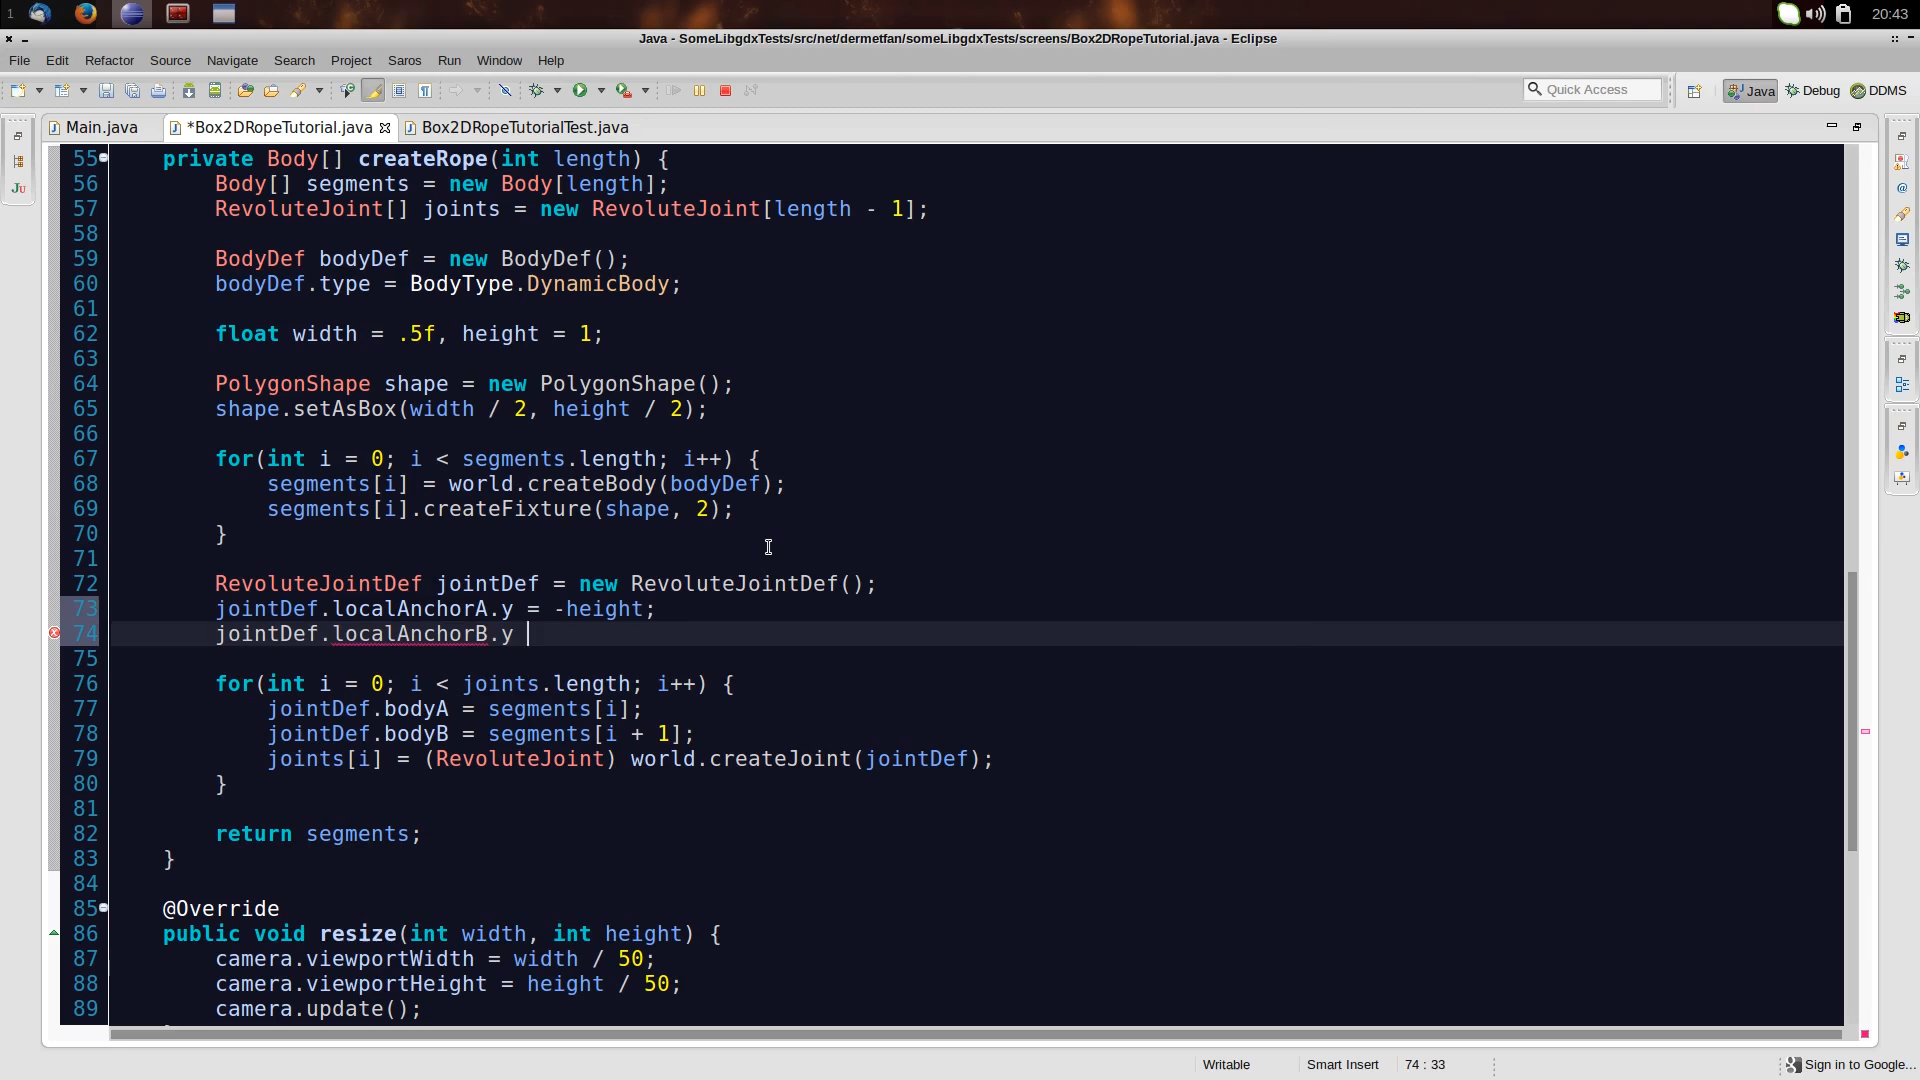 1
20:43
Java - SomeLibgdxTests/src/net/dermetfan/someLibgdxTests/screens/Box2DRopeTutorial.java - Eclipse
File Edit Refactor Source Navigate Search Project Saros Run Window Help
Quick Access
Java
Debug
DDMS
Main.java
*Box2DRopeTutorial.java
Box2DRopeTutorialTest.java
55 private Body[] createRope(int length) {
56 Body[] segments = new Body[length];
57 RevoluteJoint[] joints = new RevoluteJoint[length - 1];
58
59 BodyDef bodyDef = new BodyDef();
60 bodyDef.type = BodyType.DynamicBody;
61
62 float width = .5f, height = 1;
63
64 PolygonShape shape = new PolygonShape();
65 shape.setAsBox(width / 2, height / 2);
66
67 for(int i = 0; i < segments.length; i++) {
68 segments[i] = world.createBody(bodyDef);
69 segments[i].createFixture(shape, 2);
70 }
71
72 RevoluteJointDef jointDef = new RevoluteJointDef();
73 jointDef.localAnchorA.y = -height;
74 jointDef.localAnchorB.y
75
76 for(int i = 0; i < joints.length; i++) {
77 jointDef.bodyA = segments[i];
78 jointDef.bodyB = segments[i + 1];
79 joints[i] = (RevoluteJoint) world.createJoint(jointDef);
80 }
81
82 return segments;
83 }
84
85 @Override
86 public void resize(int width, int height) {
87 camera.viewportWidth = width / 50;
88 camera.viewportHeight = height / 50;
89 camera.update();
Writable
Smart Insert
74 : 33
Sign in to Google...